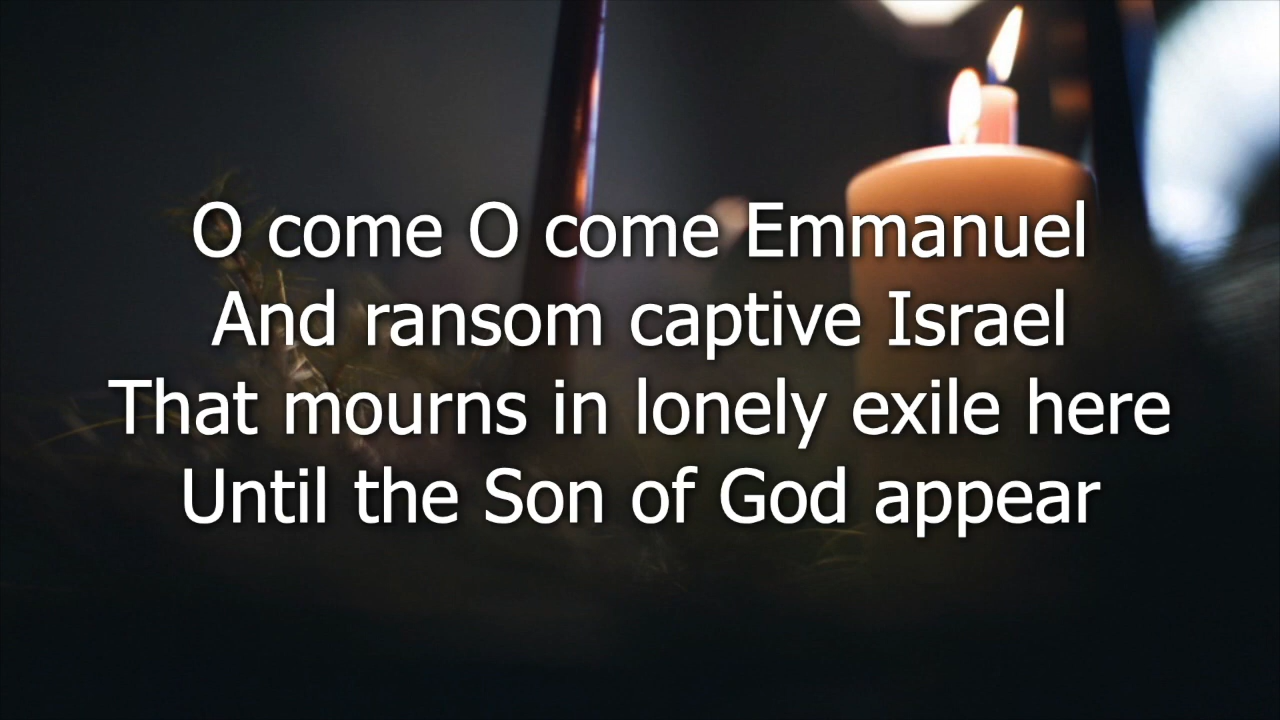 O come O come Emmanuel
And ransom captive Israel
That mourns in lonely exile here
Until the Son of God appear